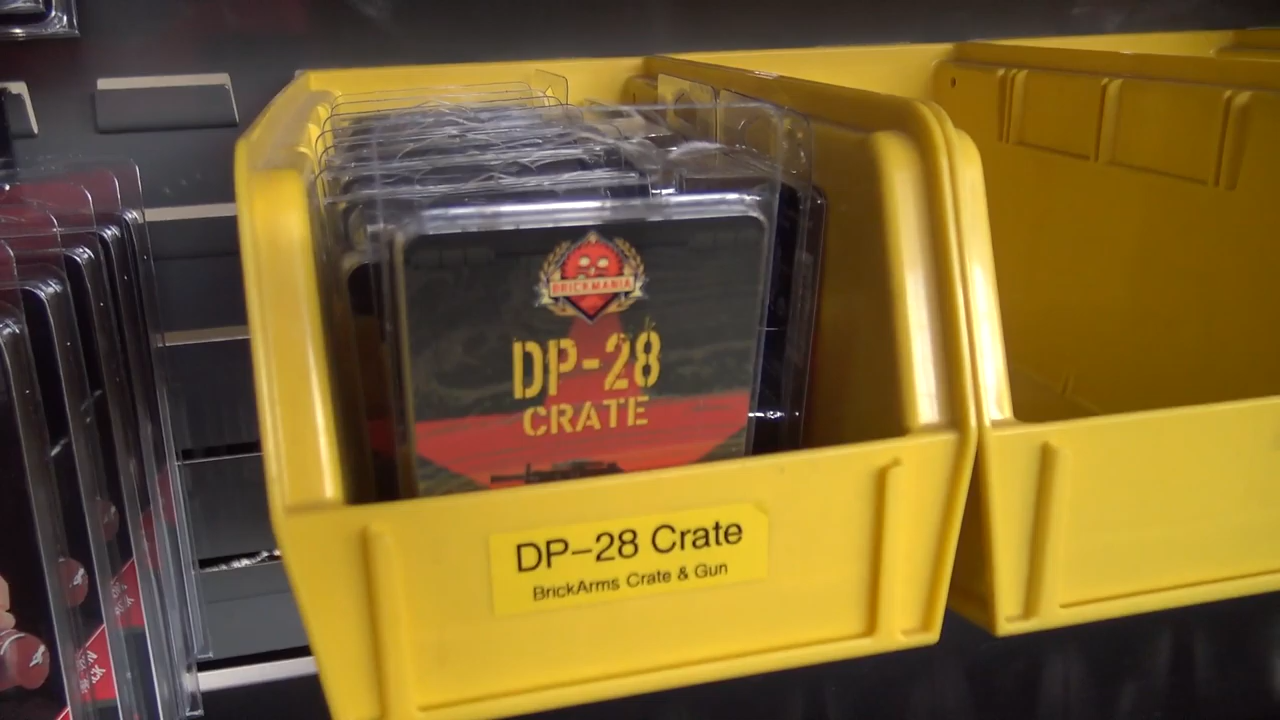 BRICKMANIA
DP-28
CRATE
DP-28 Crate
BrickArms Crate & Gun